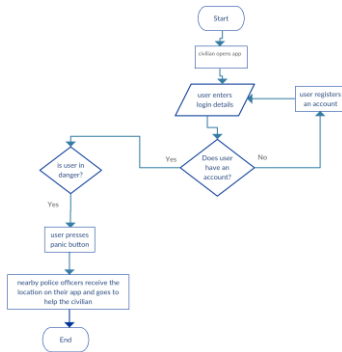 Start
civilian opens app
user enters
login details
user registers
an account
Does user
have an
account?
Yes
No
is user in
danger?
Yes
user presses
panic button
nearby police officers receive the
location on their app and goes to
help the civilian
End